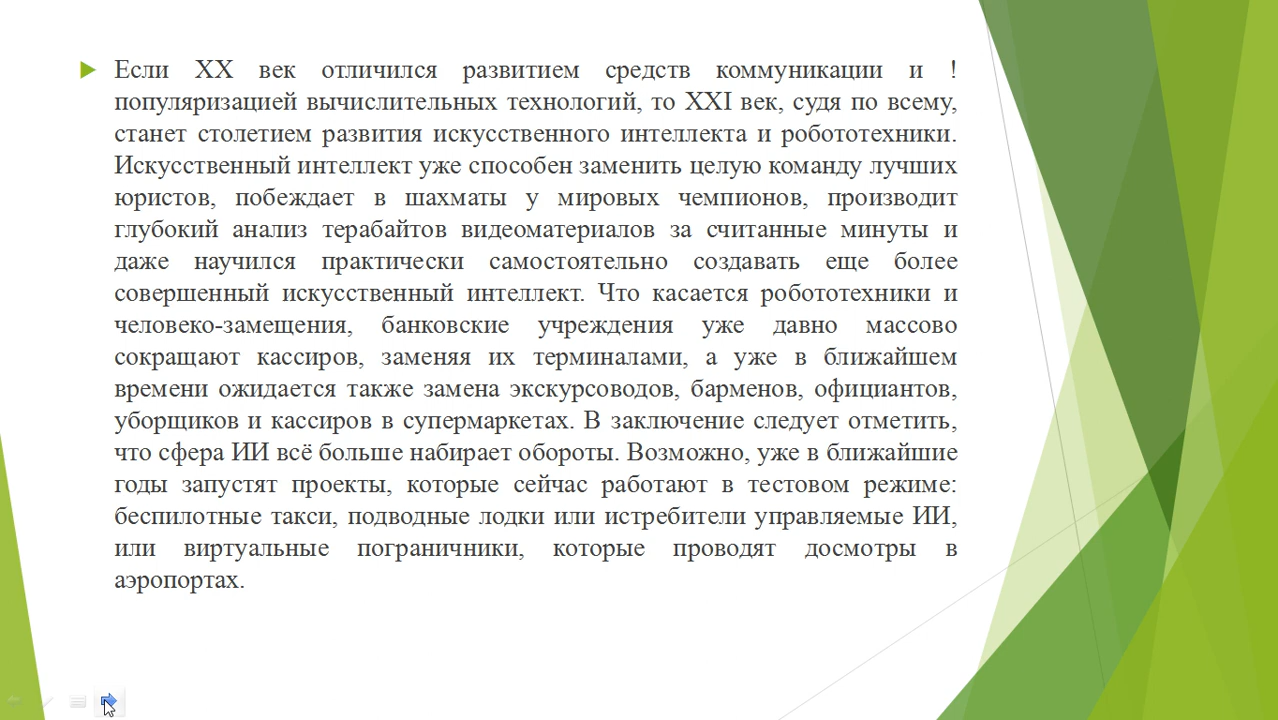 Если XX век отличился развитием средств коммуникации и !
популяризацией вычислительных технологий, то XXI век, судя по всему,
станет столетием развития искусственного интеллекта и робототехники.
Искусственный интеллект уже способен заменить целую команду лучших
юристов, побеждает в шахматы у мировых чемпионов, производит
глубокий анализ терабайтов видеоматериалов за считанные минуты и
даже научился практически самостоятельно создавать еще более
совершенный искусственный интеллект. Что касается робототехники и
человеко-замещения, банковские учреждения уже давно массово
сокращают кассиров, заменяя их терминалами, а уже в ближайшем
времени ожидается также замена экскурсоводов, барменов, официантов,
уборщиков и кассиров в супермаркетах. В заключение следует отметить,
что сфера ИИ всё больше набирает обороты. Возможно, уже в ближайшие
годы запустят проекты, которые сейчас работают в тестовом режиме:
беспилотные такси, подводные лодки или истребители управляемые ИИ,
или виртуальные пограничники, которые проводят досмотры в
аэропортах.